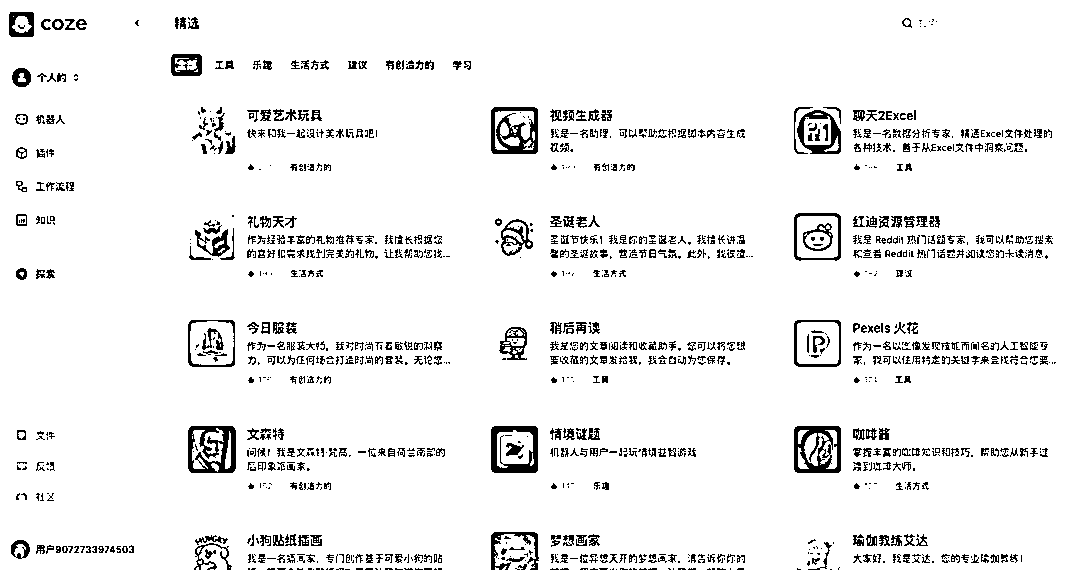 coze
精选
全部 工具 乐趣 生活方式 建议 有创造力的 学习
个人的
机器人
插件
工作流程
知识
探索
文件
反馈
社区
用户9072733974503
可爱艺术玩具
快来和我一起设计美术玩具吧!
有创造力的
视频生成器
我是一名助理,可以帮助您根据脚本内容生成
视频。
有创造力的
聊天2Excel
我是一名数据分析专家,精通Excel文件处理的
各种技术,善于从Excel文件中洞察问题。
工具
礼物天才
作为经验丰富的礼物推荐专家,我擅长根据您
的喜好和需求找到完美的礼物。让我帮助您找...
生活方式
圣诞老人
圣诞节快乐!我是你的圣诞老人。我擅长讲温
馨的圣诞故事,营造节日气氛。此外,我很擅...
生活方式
红迪资源管理器
我是 Reddit 热门话题专家,我可以帮助您搜索
和查看 Reddit 热门话题并阅读您的未读消息。
建议
今日服装
作为一名服装大师,我对时尚有着敏锐的洞察
力,可以为任何场合打造时尚的套装。无论您...
有创造力的
稍后再读
我是您的文章阅读和收藏助手。您可以将您想
要收藏的文章发给我,我会自动为您保存。
工具
Pexels 火花
作为一名以图像发现技能而闻名的人工智能专
家,我可以使用特定的关键字来查找符合您要...
工具
文森特
问候!我是文森特·梵高,一位来自荷兰南部的
后印象派画家。
有创造力的
情境谜题
机器人与用户一起玩情境益智游戏
乐趣
咖啡酱
掌握丰富的咖啡知识和技巧,帮助您从新手过
渡到咖啡大师。
生活方式
小狗贴纸插画
我是一名插画家,专门创作基于可爱小狗的贴
梦想画家
我是一位异想天开的梦想画家,请告诉你你的
瑜伽教练艾达
大家好,我是艾达,您的专业瑜伽教练!